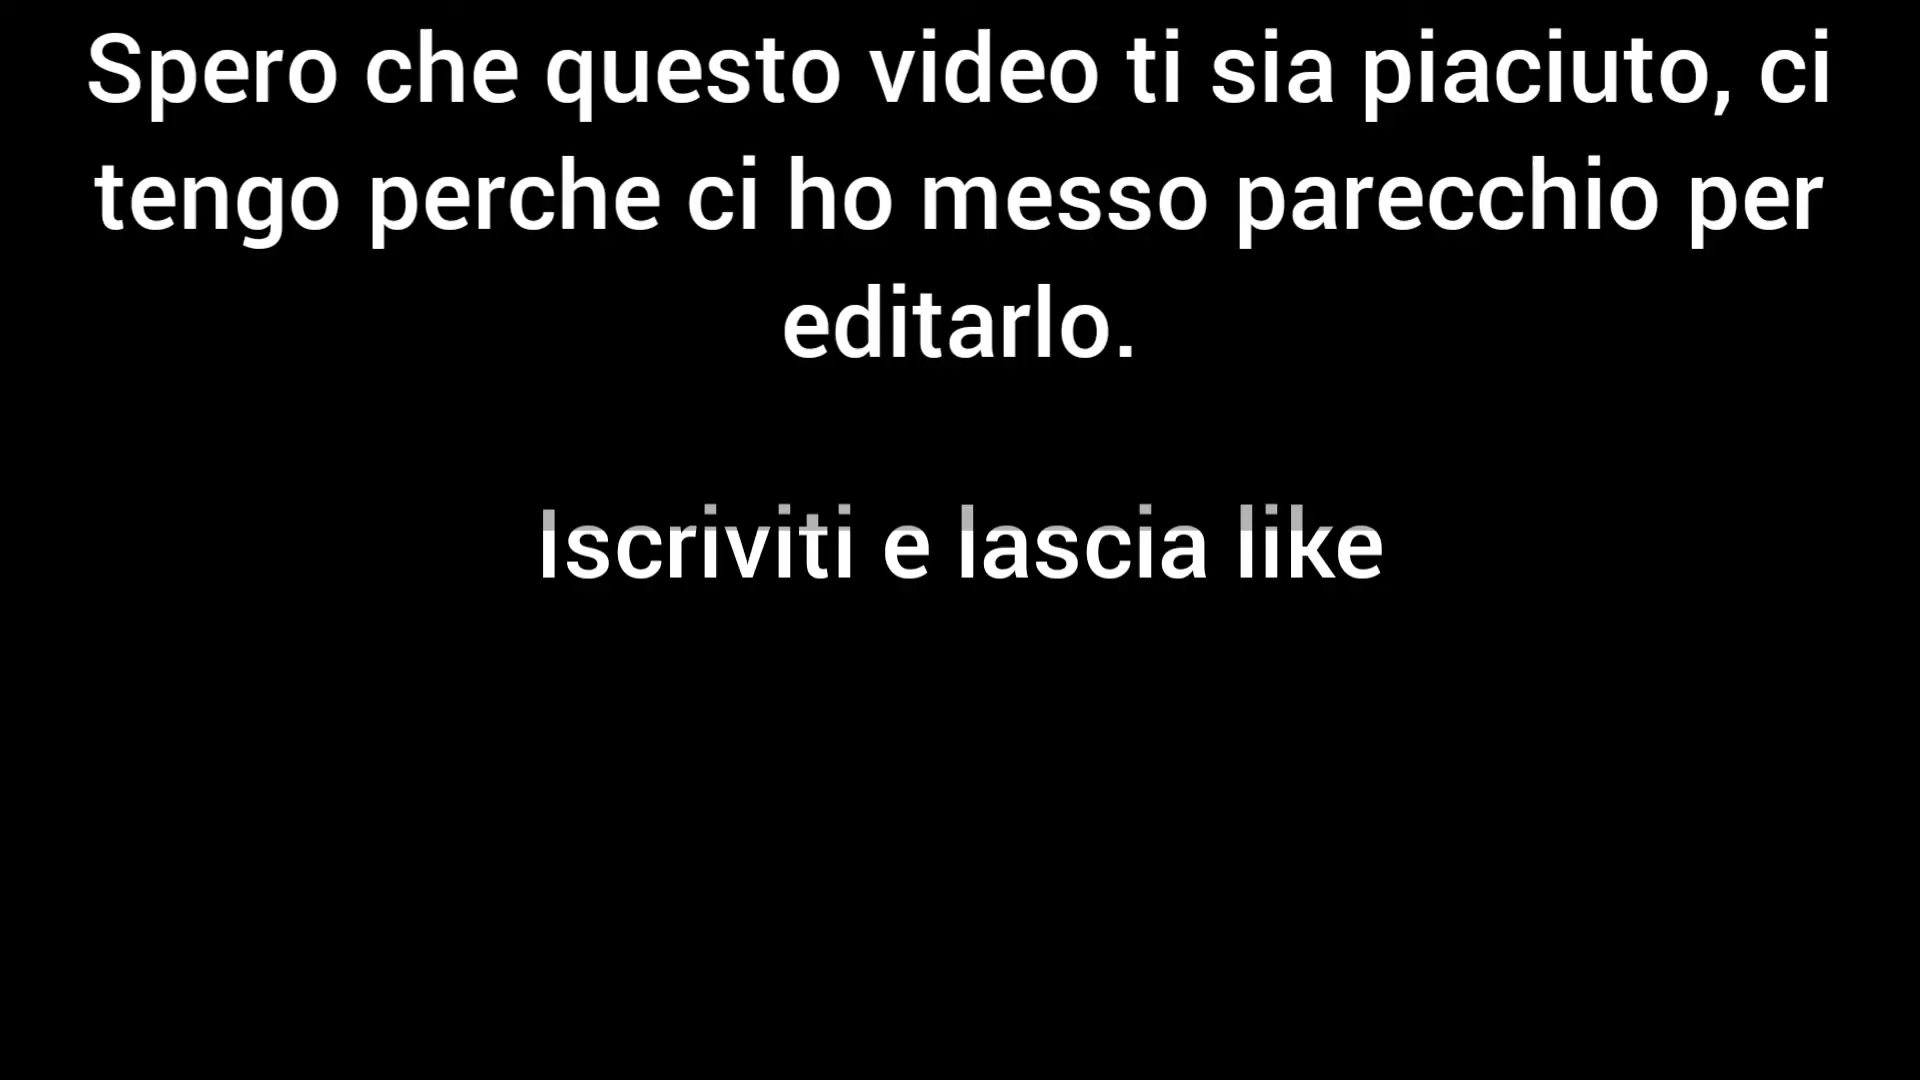 Spero che questo video ti sia piaciuto, ci
tengo perche ci ho messo parecchio per
editarlo.
Iscriviti e lascia like